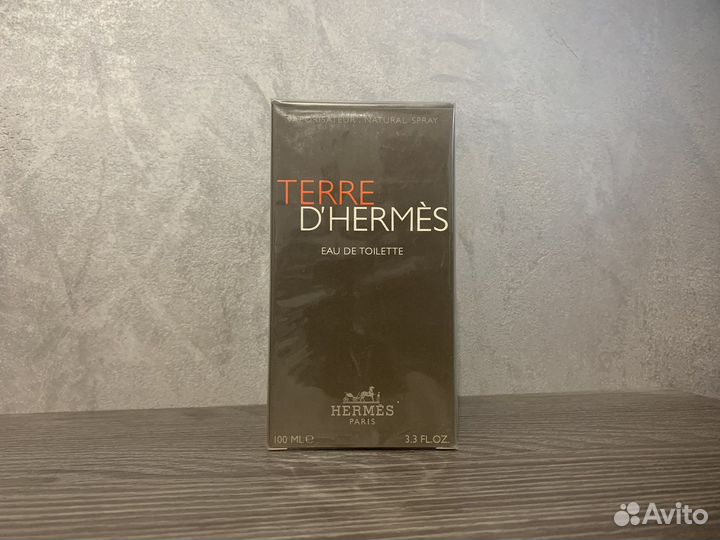 VAPORISATEUR . NATURAL SPRAY
TERRE
D'HERMÈS
EAU DE TOILETTE
HERMÈS
PARIS
100 ML ℮ 3.3 FL.OZ.
Avito